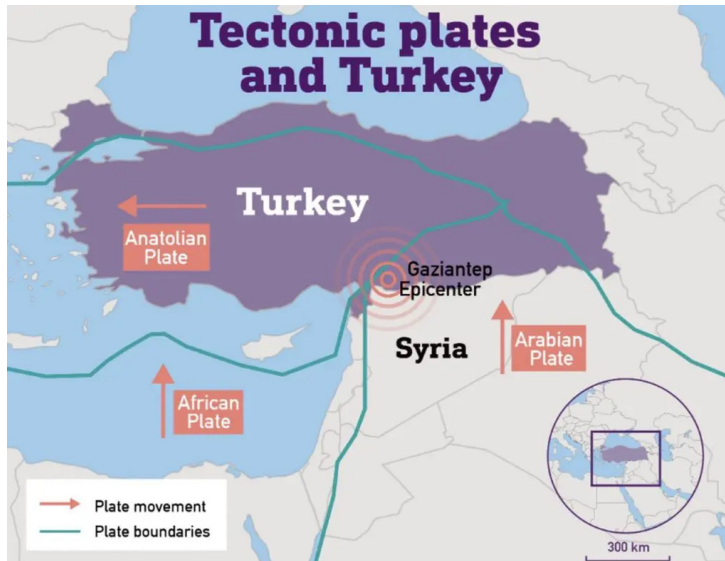 Tectonic plates
and Turkey
Turkey
Anatolian
Plate
Gaziantep
Epicenter
Syria
Arabian
Plate
African
Plate
Plate movement
Plate boundaries
300 km